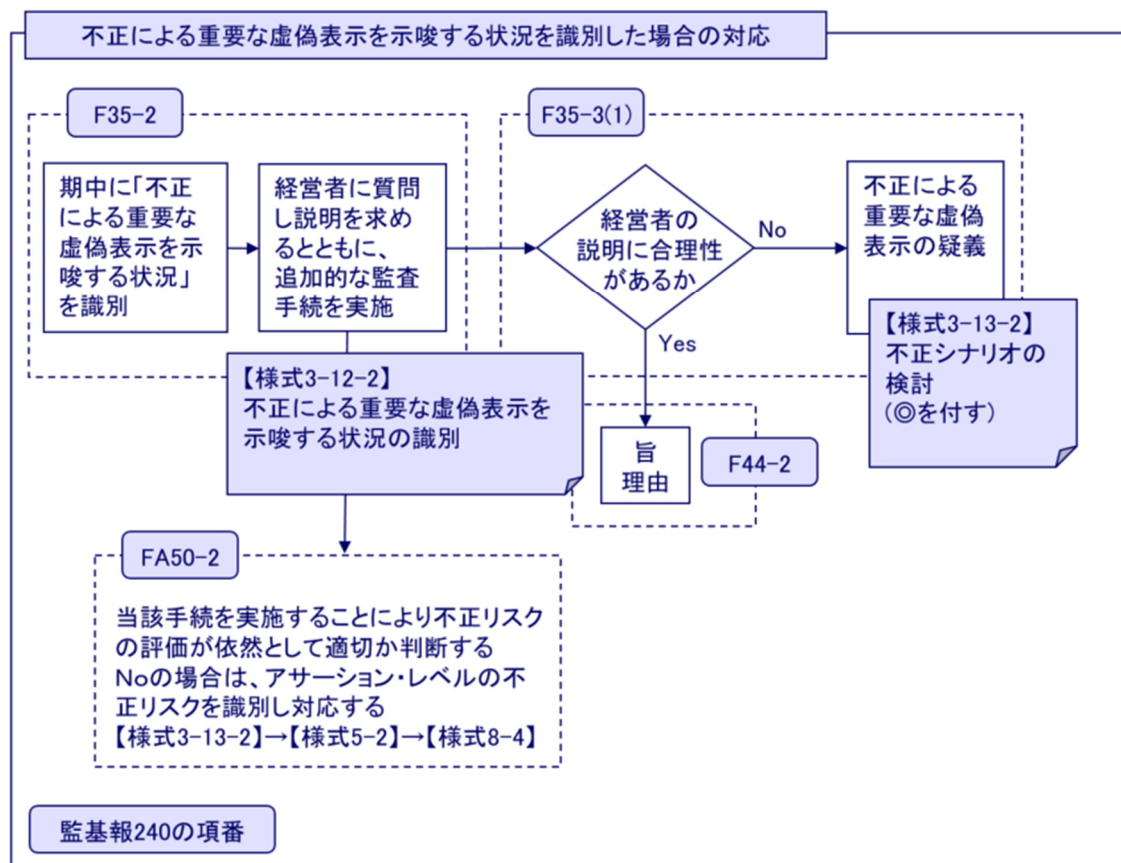 不正による重要な虚偽表示を示唆する状況を識別した場合の対応
F35-2
期中に「不正
による重要な
虚偽表示を示
唆する状況」
を識別
経営者に質問
し説明を求め
るとともに、
追加的な監査
手続を実施
F35-3(1)
経営者の
説明に合理性
があるか
No
Yes
不正による
重要な虚偽
表示の疑義
【様式3-13-2】
不正シナリオの
検討
(◎を付す)
【様式3-12-2】
不正による重要な虚偽表示を
示唆する状況の識別
旨
理由
F44-2
FA50-2
当該手続を実施することにより不正リスク
の評価が依然として適切か判断する
Noの場合は、アサーション・レベルの不
正リスクを識別し対応する
【様式3-13-2】→【様式5-2】→【様式8-4】
監基報240の項番